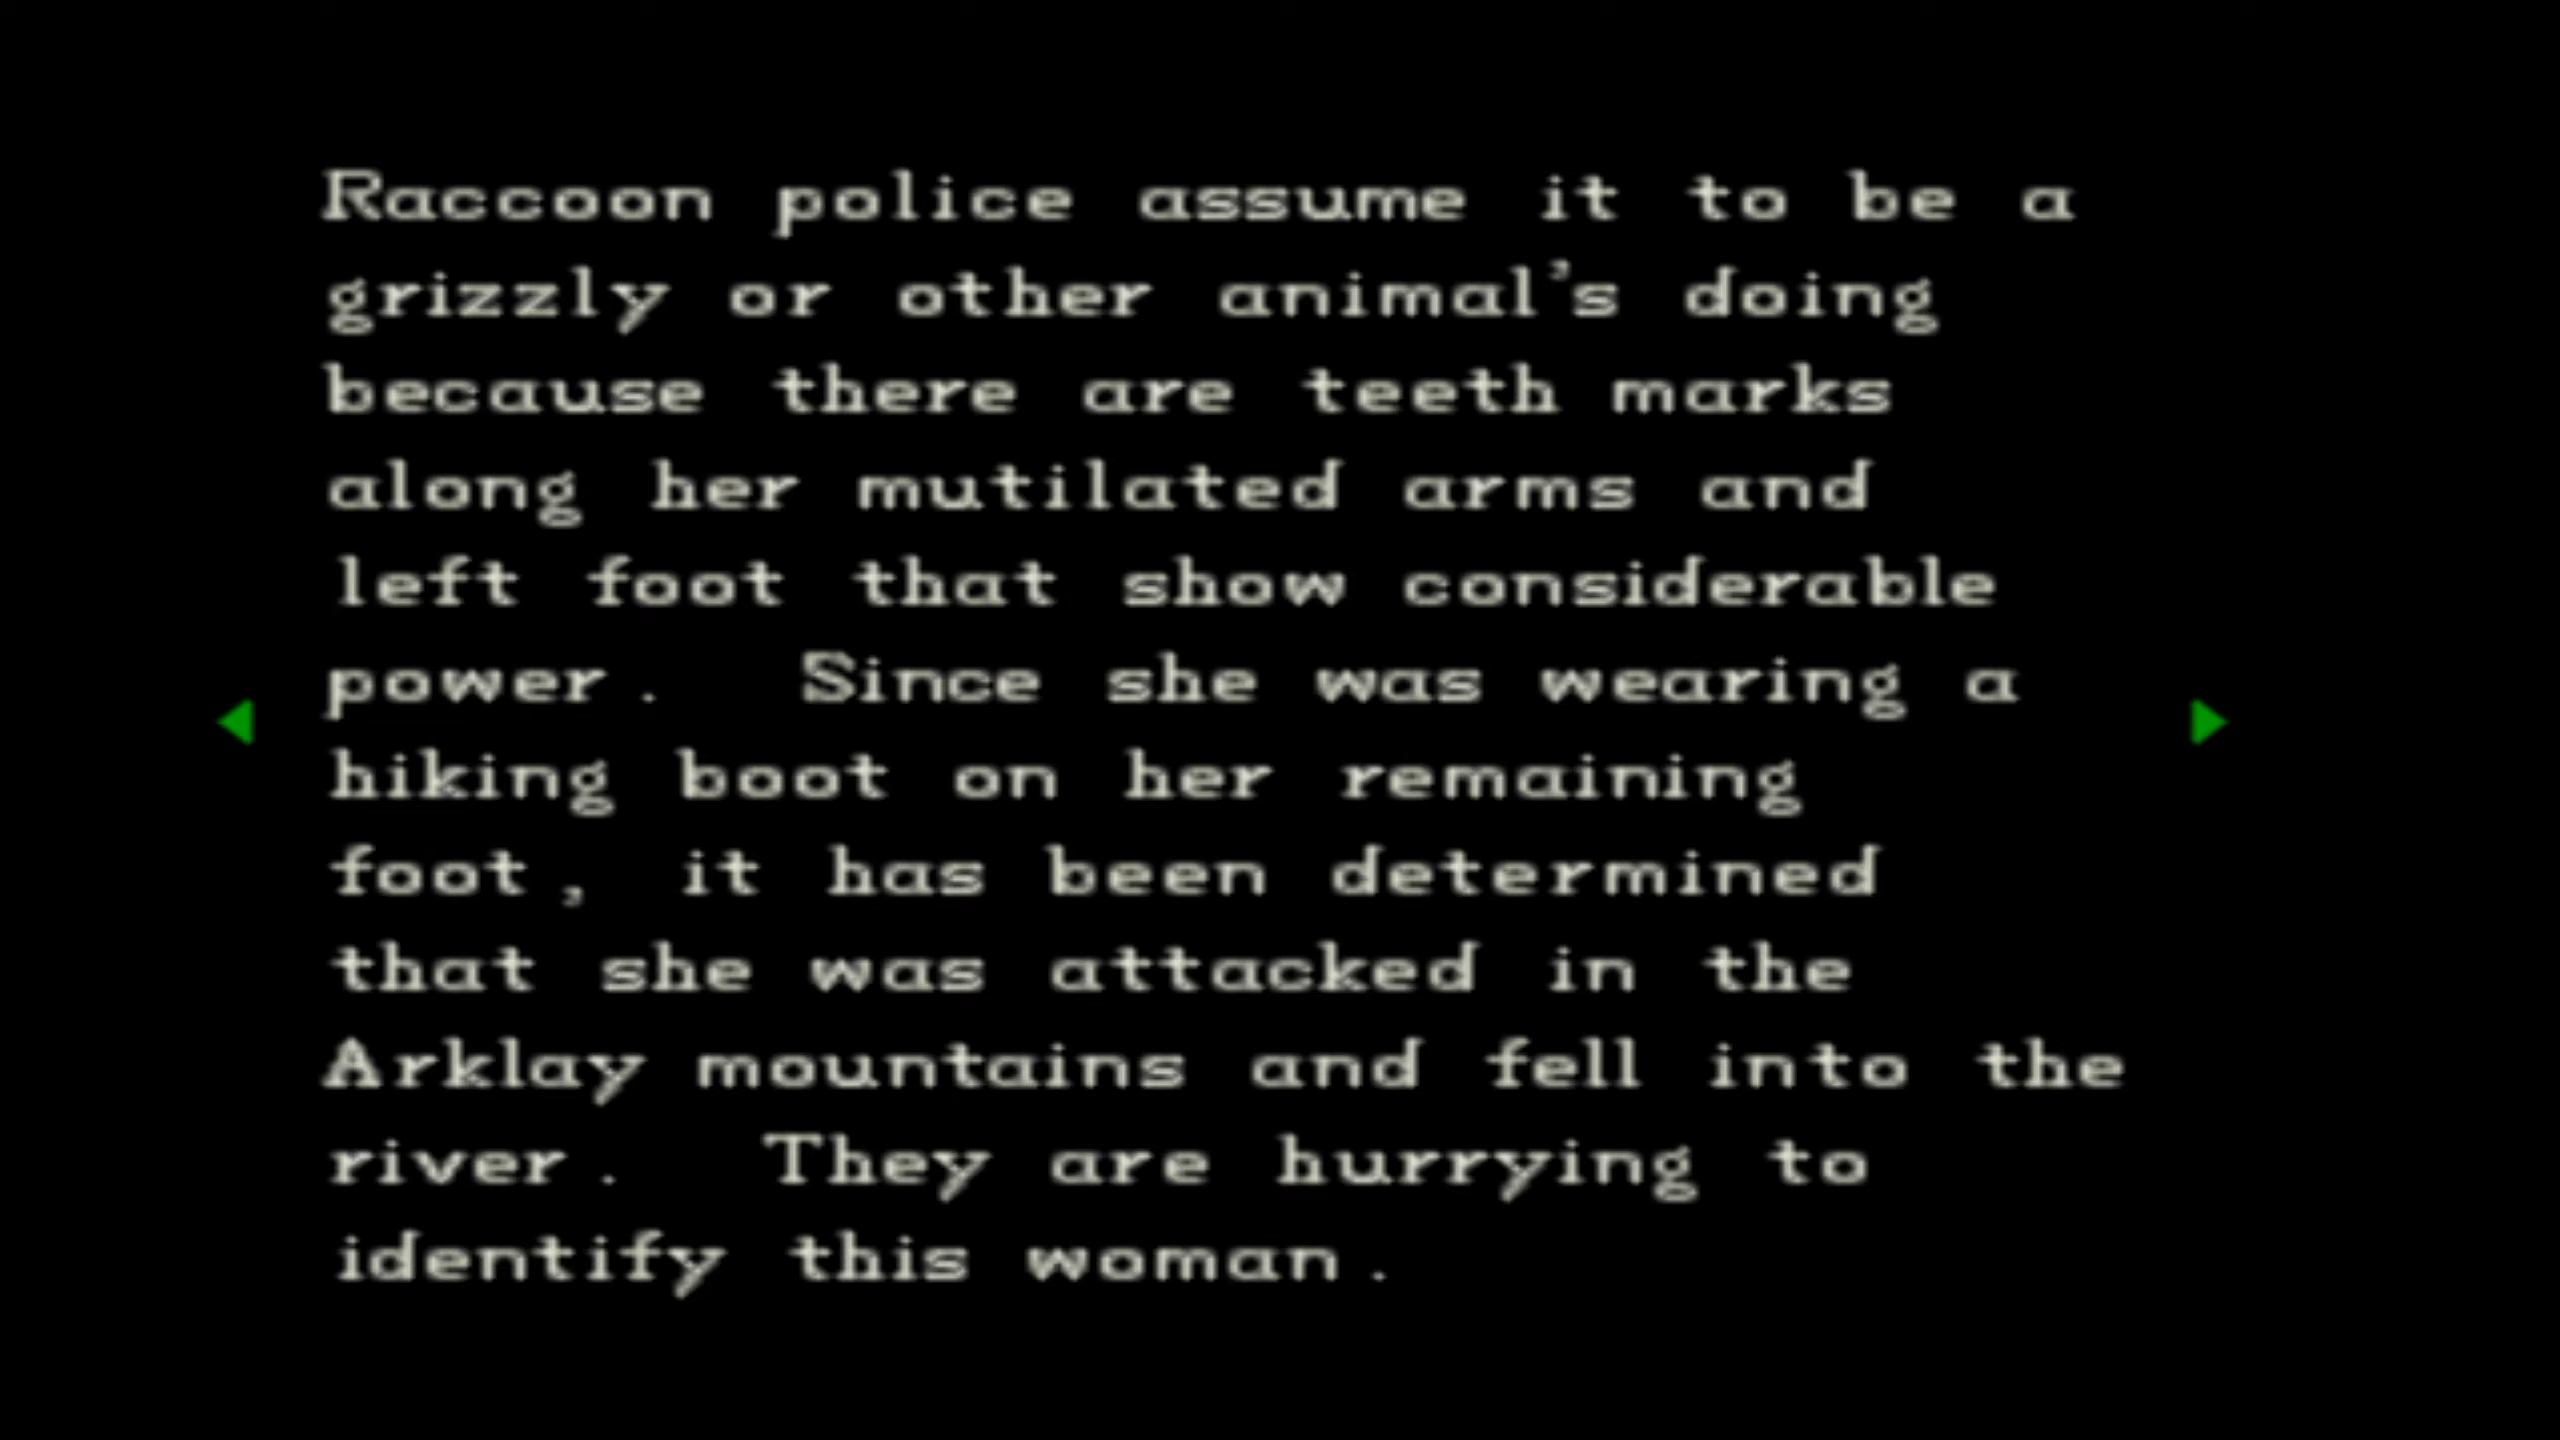 Raccoon police assume it to be a
grizzly or other animal's doing
because there are teeth marks
along her mutilated arms and
left foot that show considerable
power. Since she was wearing a
hiking boot on her remaining
foot, it has been determined
that she was attacked in the
Arklay mountains and fell into the
river. They are hurrying to
identify this woman.